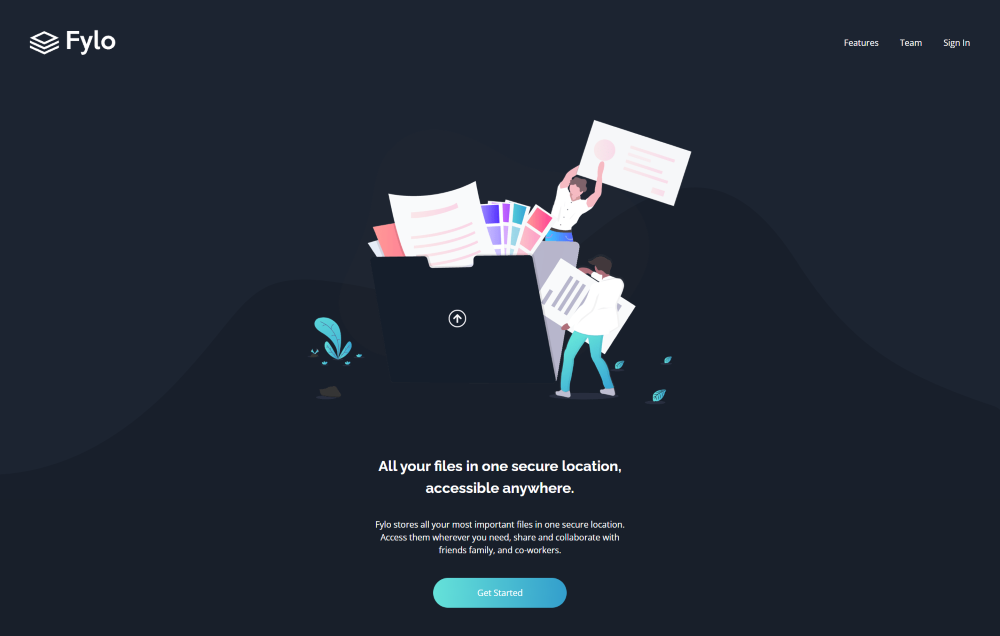 Fylo
Features
Team
Sign In
All your files in one secure location,
accessible anywhere.
Fylo stores all your most important files in one secure location.
Access them wherever you need, share and collaborate with
friends family, and co-workers.
Get Started